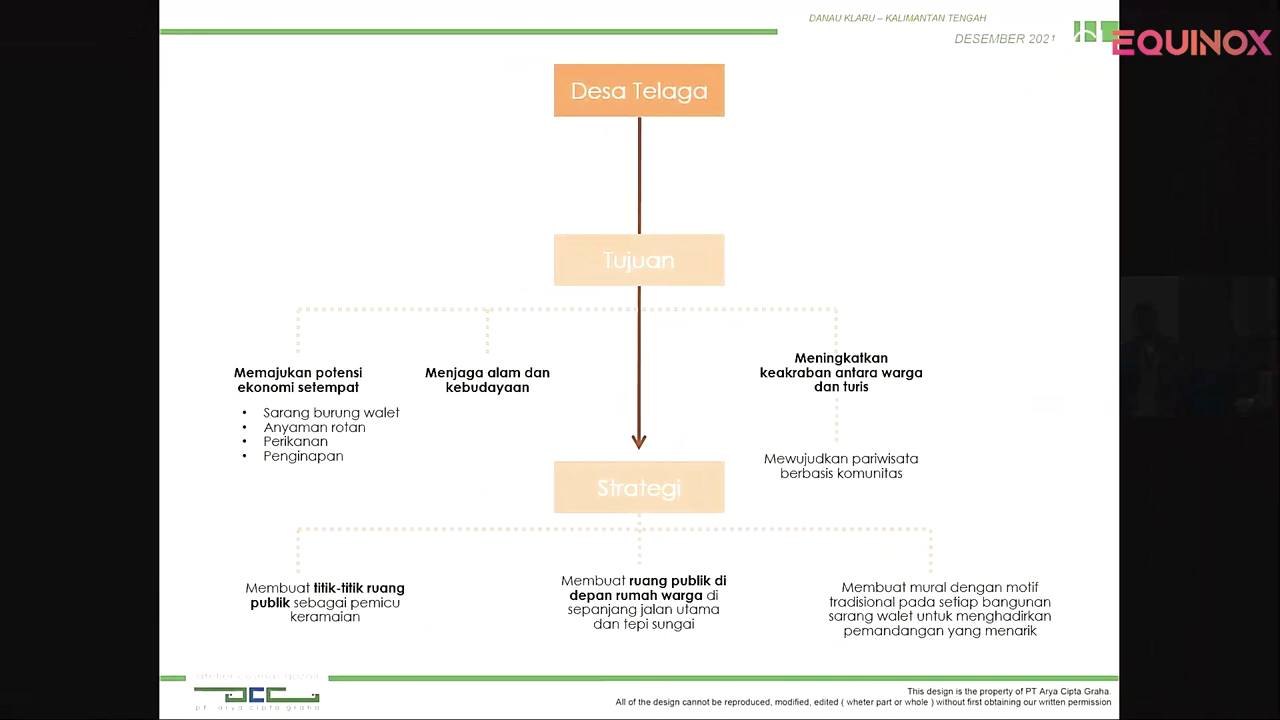 DANAU KLARU – KALIMANTAN TENGAH
DESEMBER 2021
EQUINOX
Desa Telaga
Tujuan
Memajukan potensi
ekonomi setempat
• Sarang burung walet
• Anyaman rotan
• Perikanan
• Penginapan
Menjaga alam dan
kebudayaan
Meningkatkan
keakraban antara warga
dan turis
Mewujudkan pariwisata
berbasis komunitas
Strategi
Membuat titik-titik ruang
publik sebagai pemicu
keramaian
Membuat ruang publik di
depan rumah warga di
sepanjang jalan utama
dan tepi sungai
Membuat mural dengan motif
tradisional pada setiap bangunan
sarang walet untuk menghadirkan
pemandangan yang menarik
acg
pt arya cipta graha
This design is the property of PT Arya Cipta Graha.
All of the design cannot be reproduced, modified, edited ( wheter part or whole ) without first obtaining our written permission